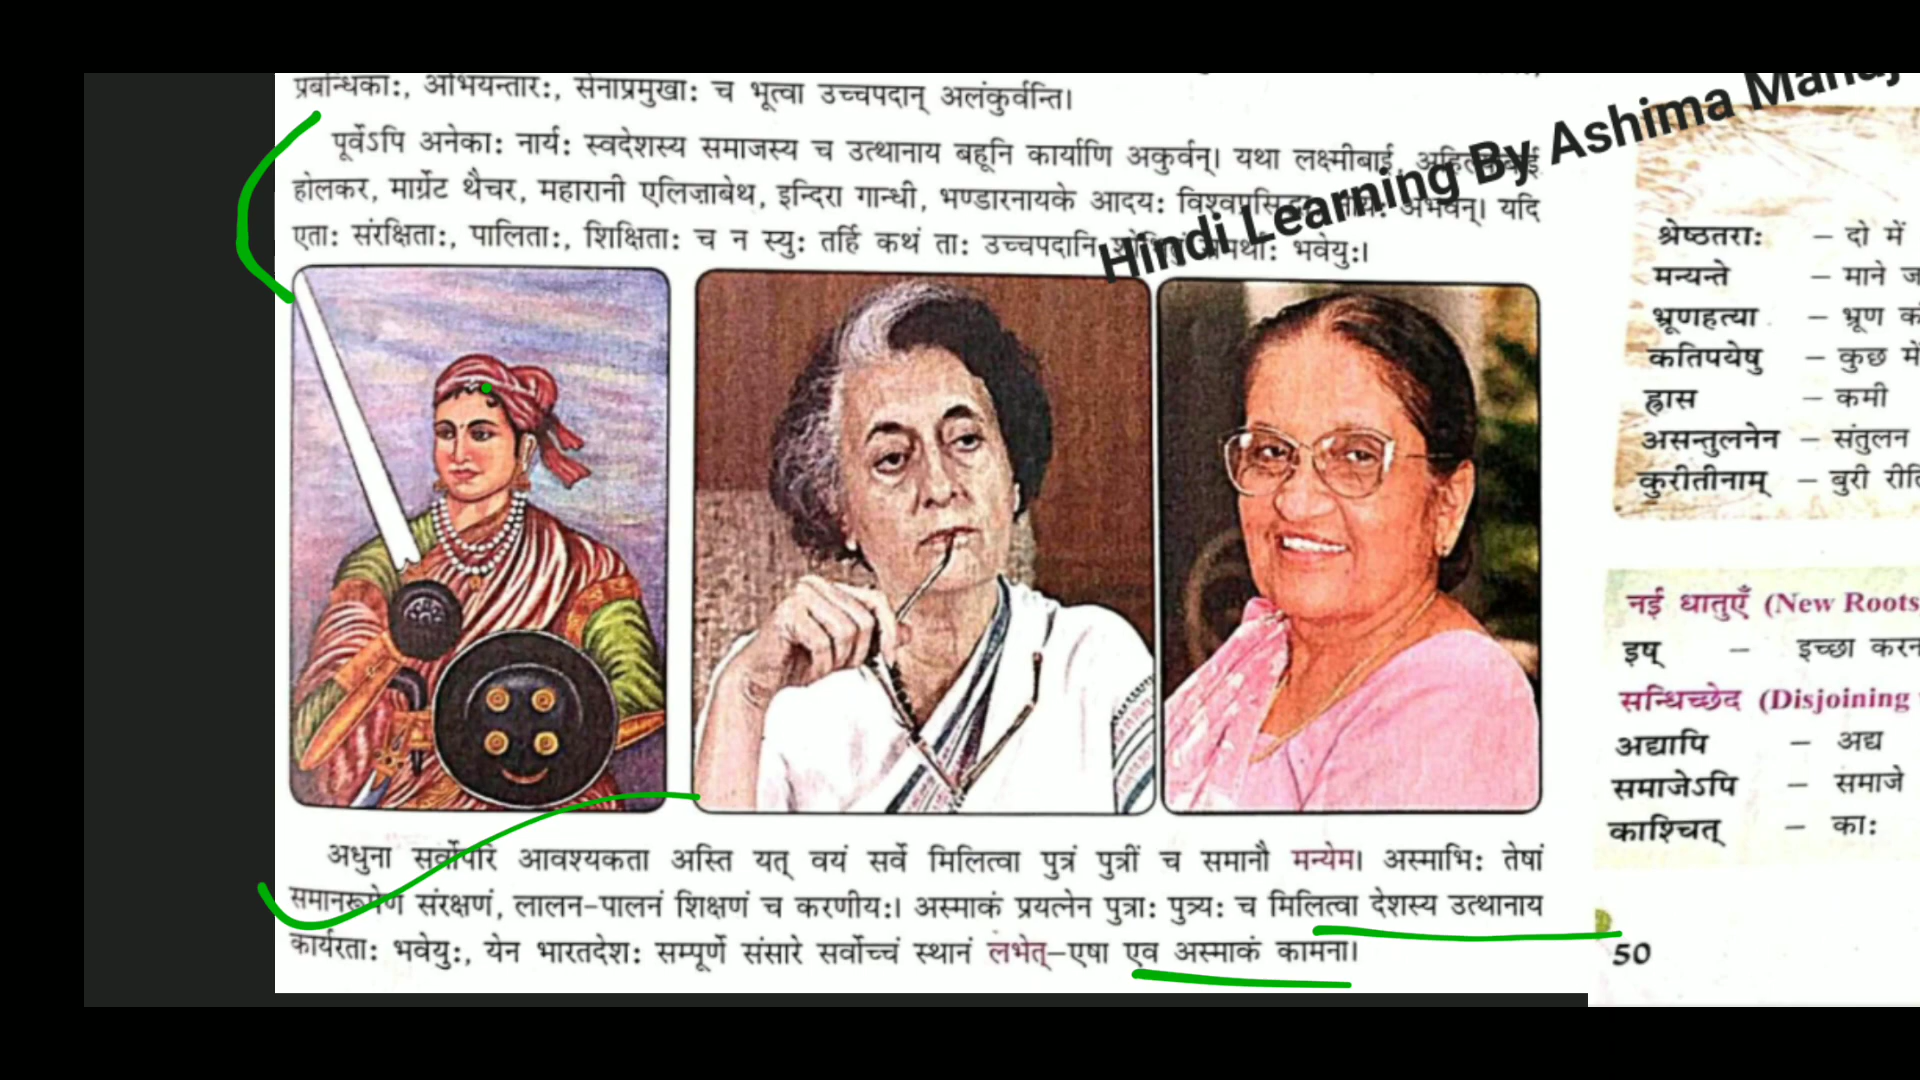 प्रबन्धिकाः, अभियन्तारः, सेनाप्रमुखाः च भूत्वा उच्चपदान् अलंकुर्वन्ति।
पूर्वेऽपि अनेकाः नार्यः स्वदेशस्य समाजस्य च उत्थानाय बहूनि कार्याणि अकुर्वन्। यथा लक्ष्मीबाई,
होलकर, मार्ग्रेट थैचर, महारानी एलिज़ाबेथ, इन्दिरा गान्धी, भण्डारनायके आदयः अभवन्। यदि
एताः संरक्षिताः, पालिताः, शिक्षिताः च न स्युः तर्हि कथं ताः उच्चपदानि भवेयुः।
Hindi Learning By Ashima
अधुना सर्वोपरि आवश्यकता अस्ति यत् वयं सर्वे मिलित्वा पुत्रं पुत्रीं च समानौ मन्येम। अस्माभिः तेषां
समानरूपेण संरक्षणं, लालन-पालनं शिक्षणं च करणीयः। अस्माकं प्रयत्नेन पुत्राः पुत्र्यः च मिलित्वा देशस्य उत्थानाय
कार्यरताः भवेयुः, येन भारतदेशः सम्पूर्णे संसारे सर्वोच्चं स्थानं लभेत्–एषा एव अस्माकं कामना।
श्रेष्ठतराः – दो में
मन्यन्ते – माने
भ्रूणहत्या – भ्रूण
कतिपयेषु – कुछ में
ह्रास – कमी
असन्तुलनेन – संतुलन
कुरीतीनाम् – बुरी
नई धातुएँ (New Roots
इष् – इच्छा
सन्धिच्छेद (Disjoining
अद्यापि – अद्य
समाजेऽपि – समाजे
काश्चित् – काः
50